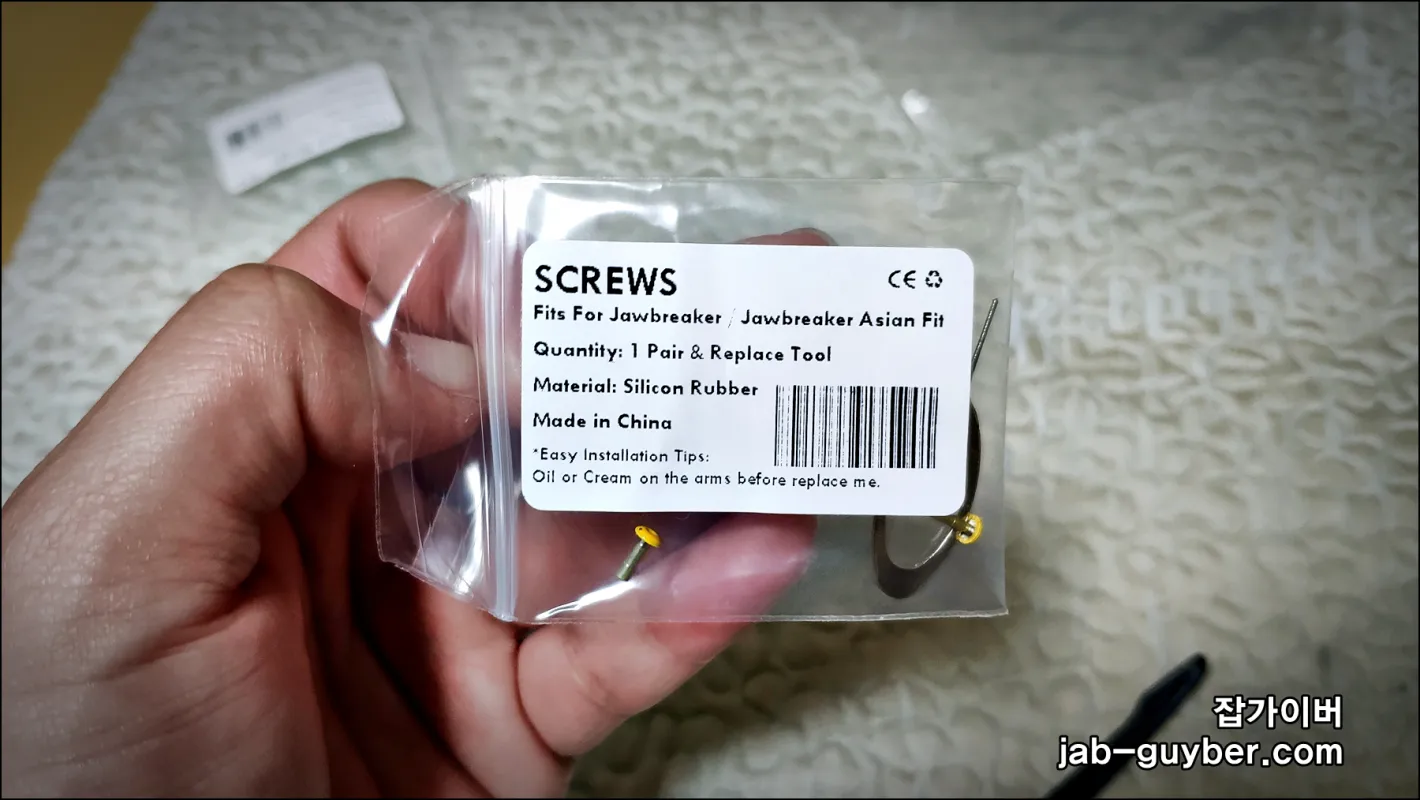 SCREWS
CE
Fits For Jawbreaker / Jawbreaker Asian Fit
Quantity: 1 Pair & Replace Tool
Material: Silicon Rubber
Made in China
*Easy Installation Tips:
Oil or Cream on the arms before replace me.
잡가이버
jab-guyber.com